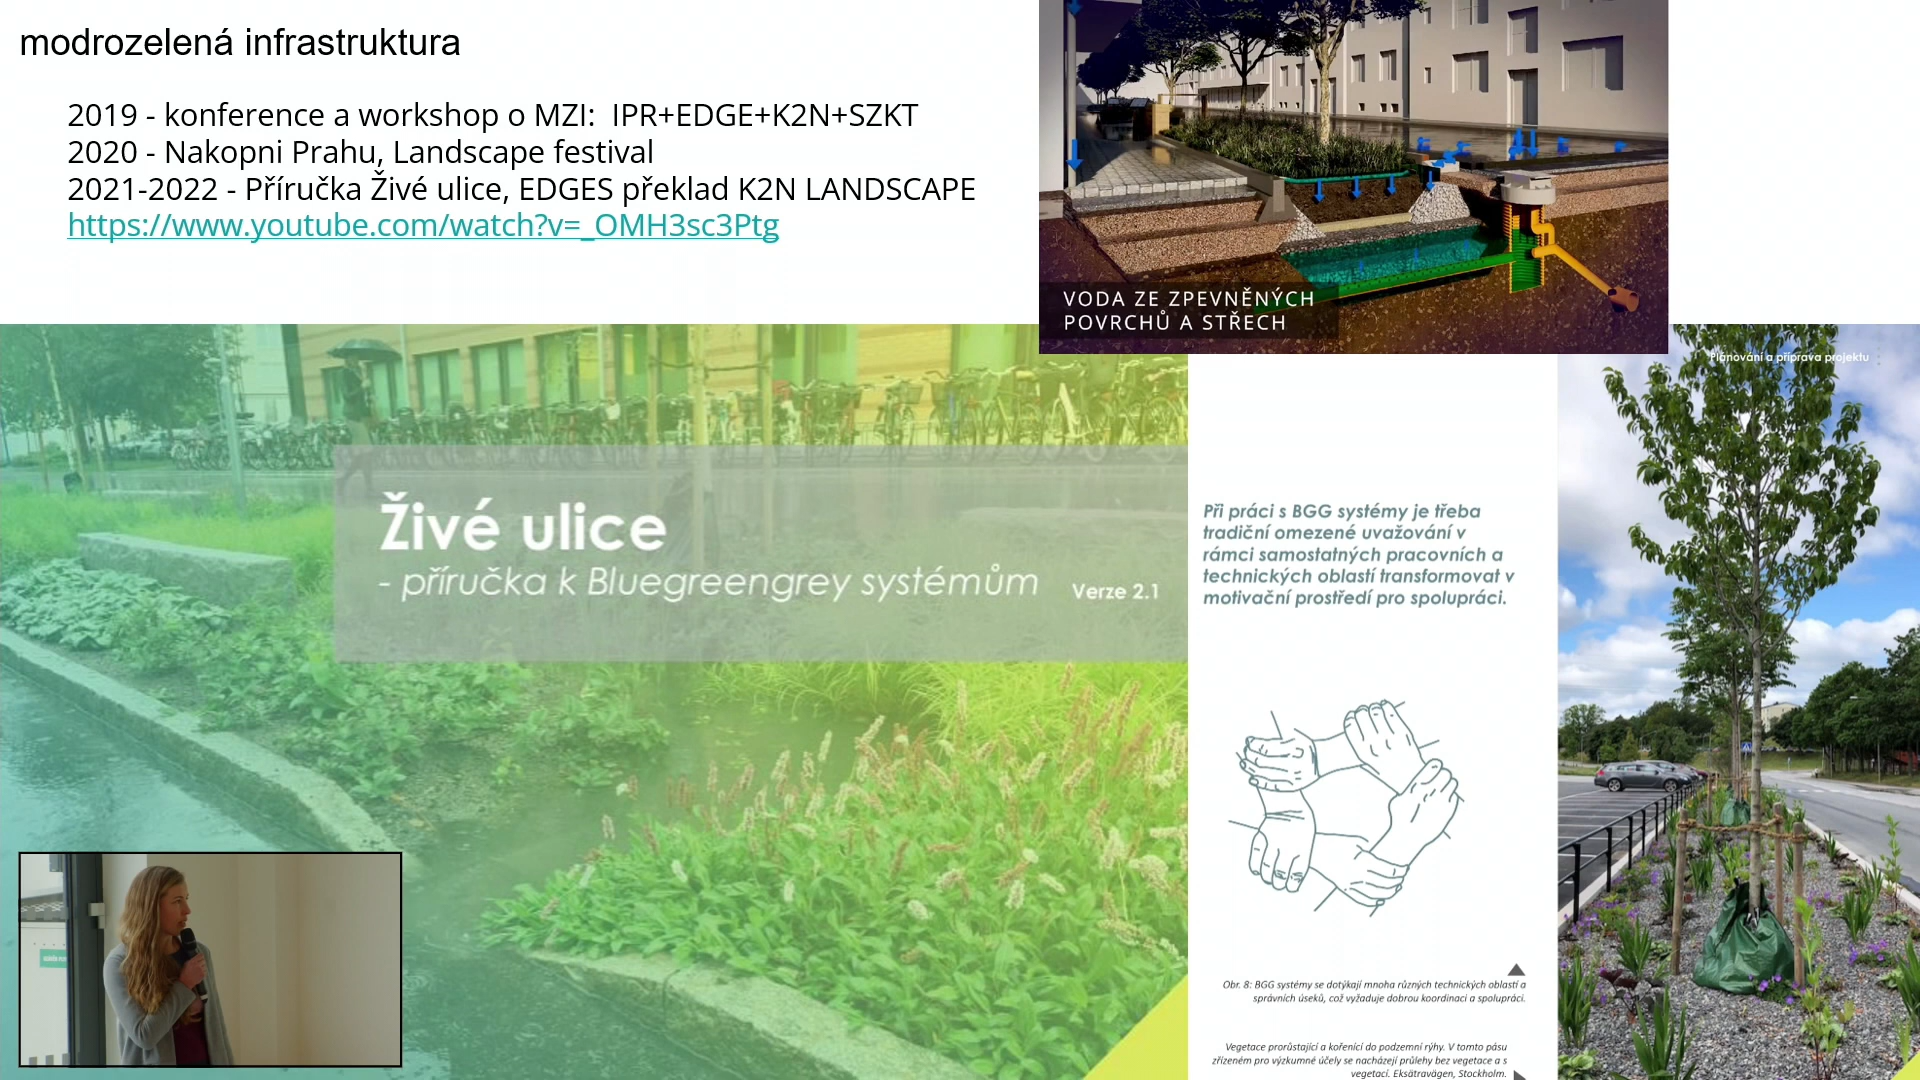 modrozelená infrastruktura
2019 - konference a workshop o MZI:  IPR+EDGE+K2N+SZKT
2020 - Nakopni Prahu, Landscape festival
2021-2022 - Příručka Živé ulice, EDGES překlad K2N LANDSCAPE
https://www.youtube.com/watch?v=_OMH3sc3Ptg
VODA ZE ZPEVNĚNÝCH
POVRCHŮ A STŘECH
Plánování a příprava projektu
Živé ulice
- příručka k Bluegreengrey systémům
Verze 2.1
Při práci s BGG systémy je třeba
tradiční omezené uvažování v
rámci samostatných pracovních a
technických oblastí transformovat v
motivační prostředí pro spolupráci.
Obr. 8: BGG systémy se dotýkají mnoha různých technických oblastí a
správních úseků, což vyžaduje dobrou koordinaci a spolupráci.
Vegetace prorůstající a kořenící do podzemní rýhy. V tomto pásu
zřízeném pro výzkumné účely se nacházejí průlehy bez vegetace a s
vegetací. Eksätravägen, Stockholm.